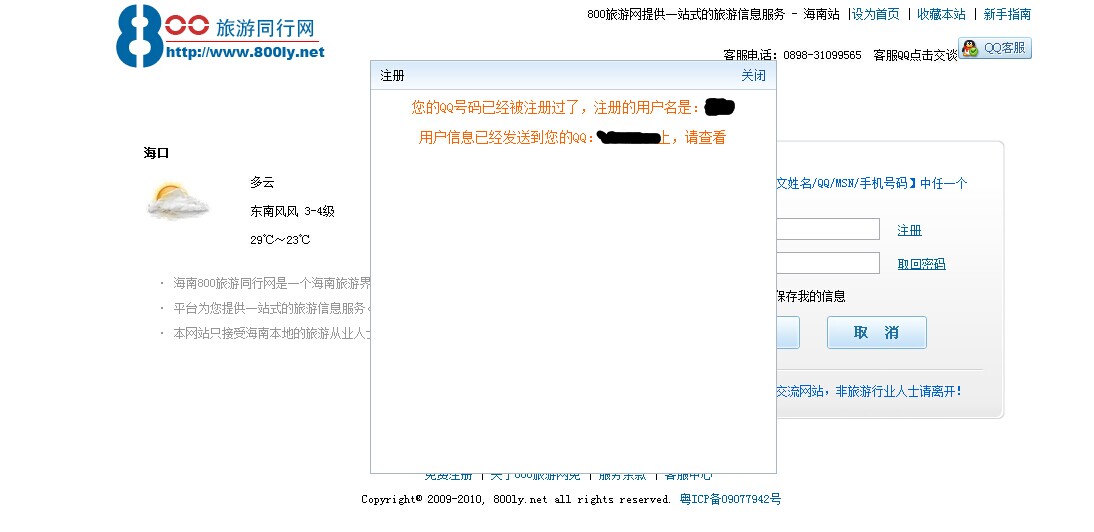 800旅游同行网
http://www.800ly.net
800旅游网提供一站式的旅游信息服务 - 海南站 |设为首页 | 收藏本站 | 新手指南
客服电话：0898-31099565 客服QQ点击交谈 QQ客服
注册 关闭
您的QQ号码已经被注册过了，注册的用户名是：
用户信息已经发送到您的QQ： 上，请查看
海口
多云
东南风风 3-4级
29℃～23℃
海南800旅游同行网是一个海南旅游界
平台为您提供一站式的旅游信息服务
本网站只接受海南本地的旅游从业人士
文姓名/QQ/MSN/手机号码】中任一个
注册
取回密码
保存我的信息
取 消
交流网站，非旅游行业人士请离开！
免费注册 | 关于800旅游网免 | 服务条款 | 客服中心
Copyright© 2009-2010, 800ly.net all rights reserved. 粤ICP备09077942号